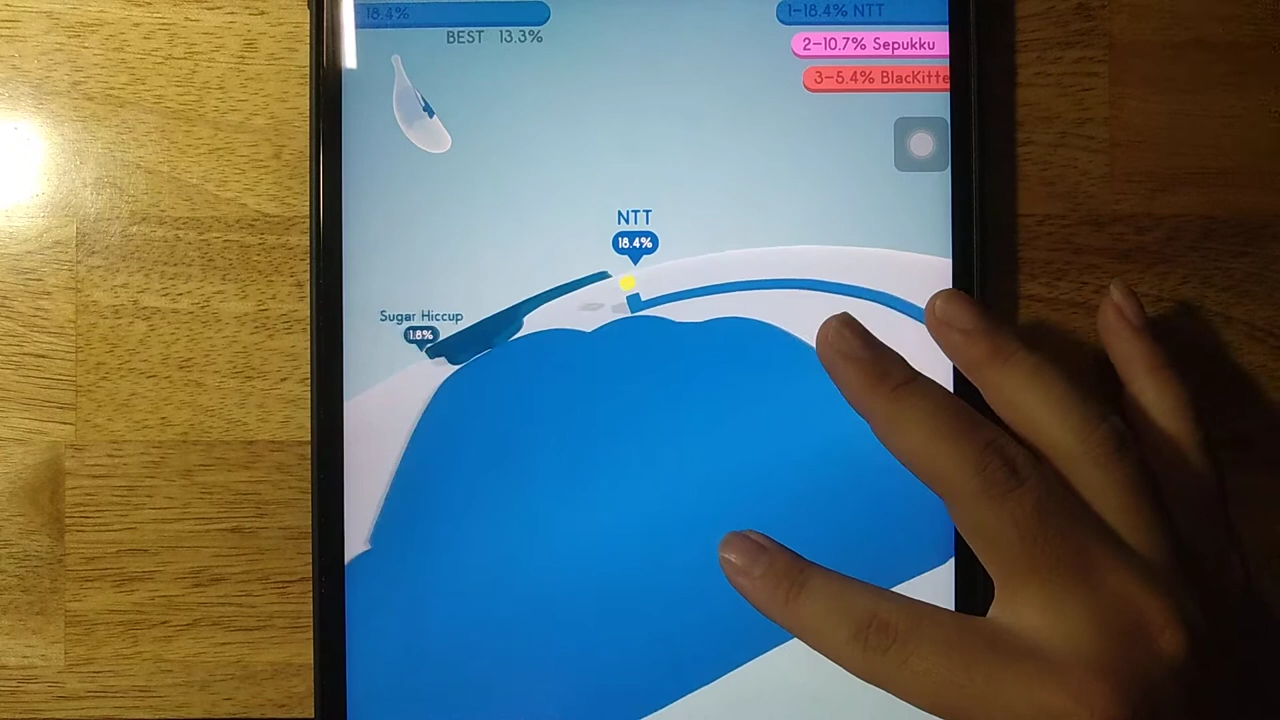 18.4%
BEST 13.3%
1-18.4% NTT
2-10.7% Sepukku
3-5.4% BlacKitte
NTT
18.4%
Sugar Hiccup
1.8%